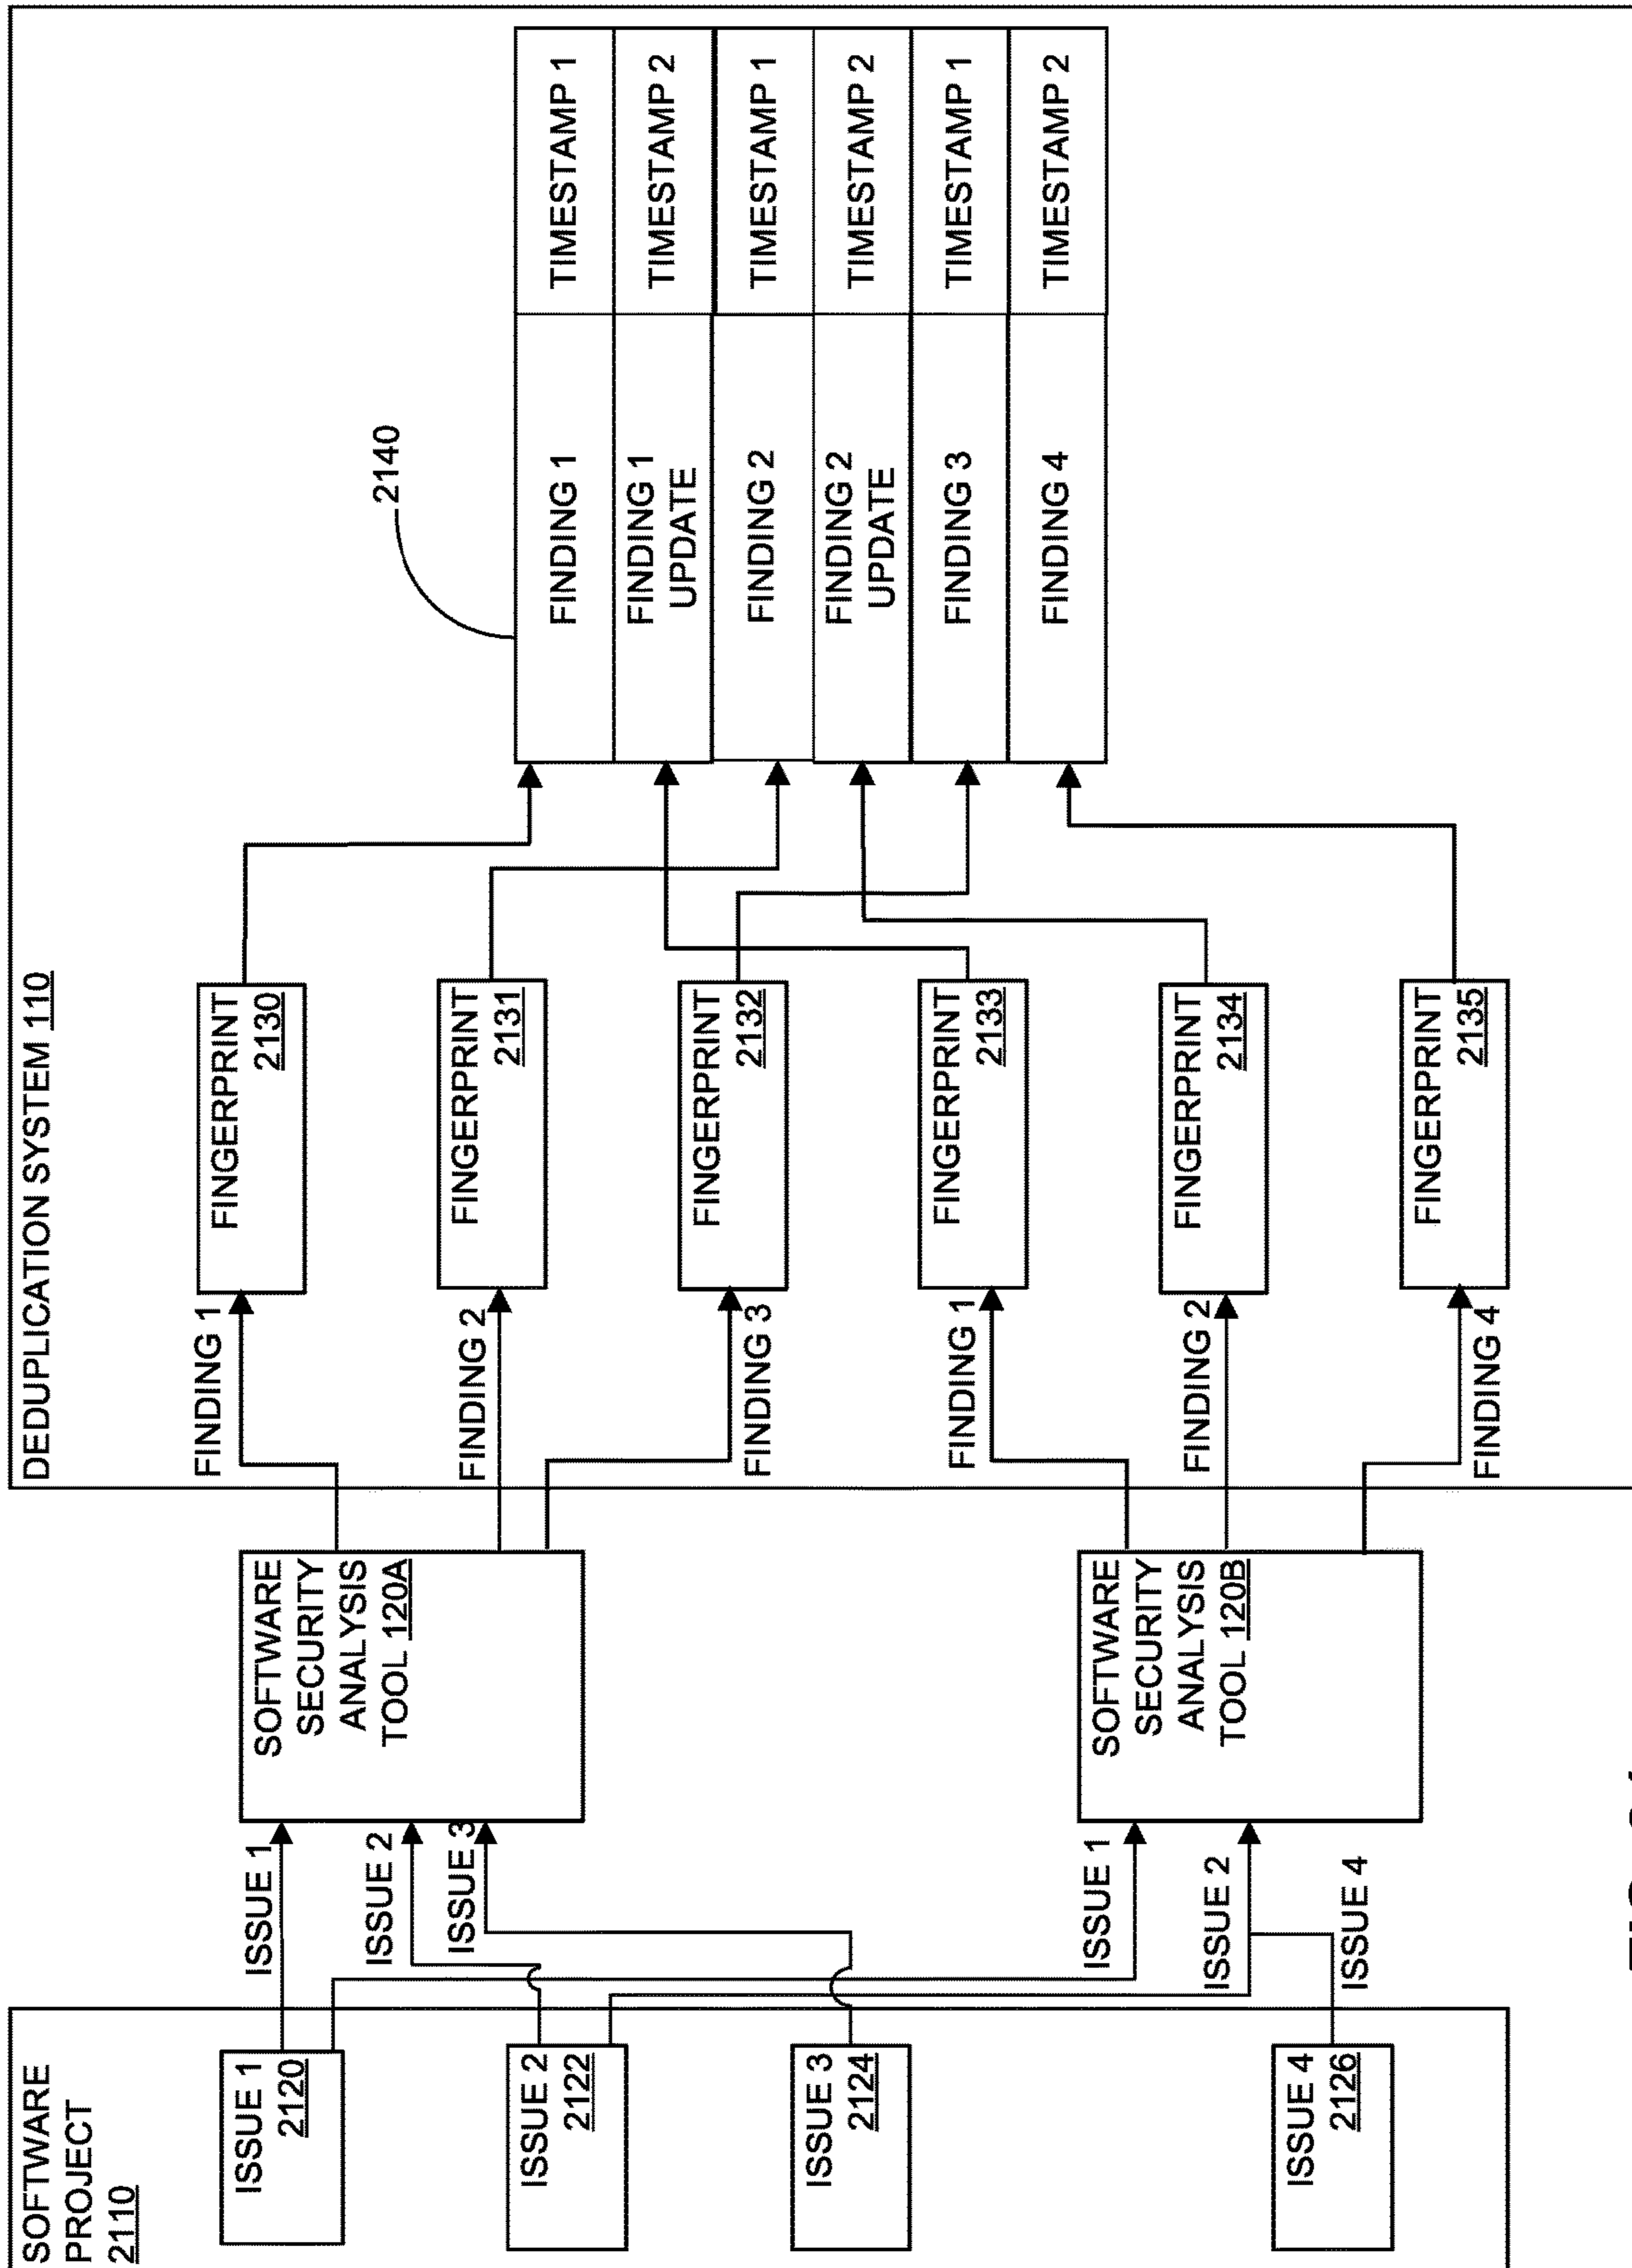 SOFTWARE
PROJECT
2110
ISSUE 1
2120
ISSUE 2
2122
ISSUE 3
2124
ISSUE 4
2126
ISSUE 1
ISSUE 2
ISSUE 3
ISSUE 1
ISSUE 2
ISSUE 4
SOFTWARE
SECURITY
ANALYSIS
TOOL 120A
SOFTWARE
SECURITY
ANALYSIS
TOOL 120B
DEDUPLICATION SYSTEM 110
FINDING 1
FINDING 2
FINDING 3
FINDING 1
FINDING 2
FINDING 4
FINGERPRINT
2130
FINGERPRINT
2131
FINGERPRINT
2132
FINGERPRINT
2133
FINGERPRINT
2134
FINGERPRINT
2135
2140
FINDING 1 TIMESTAMP 1
FINDING 1 TIMESTAMP 2
UPDATE
FINDING 2 TIMESTAMP 1
FINDING 2 TIMESTAMP 2
UPDATE
FINDING 3 TIMESTAMP 1
FINDING 4 TIMESTAMP 2